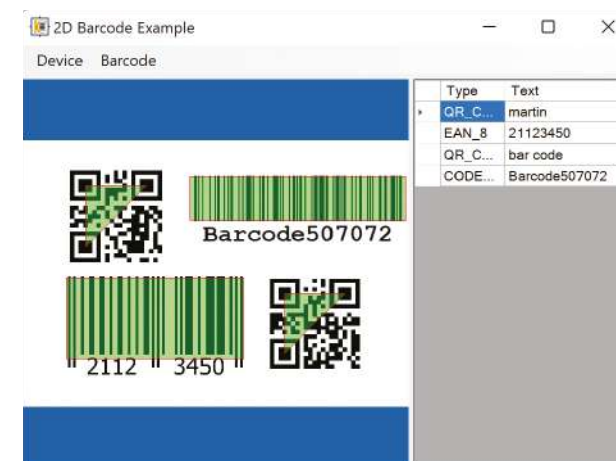 2D Barcode Example
Device Barcode
Type Text
QR_C... martin
EAN_8 21123450
QR_C... bar code
CODE... Barcode507072
Barcode507072
2112 3450